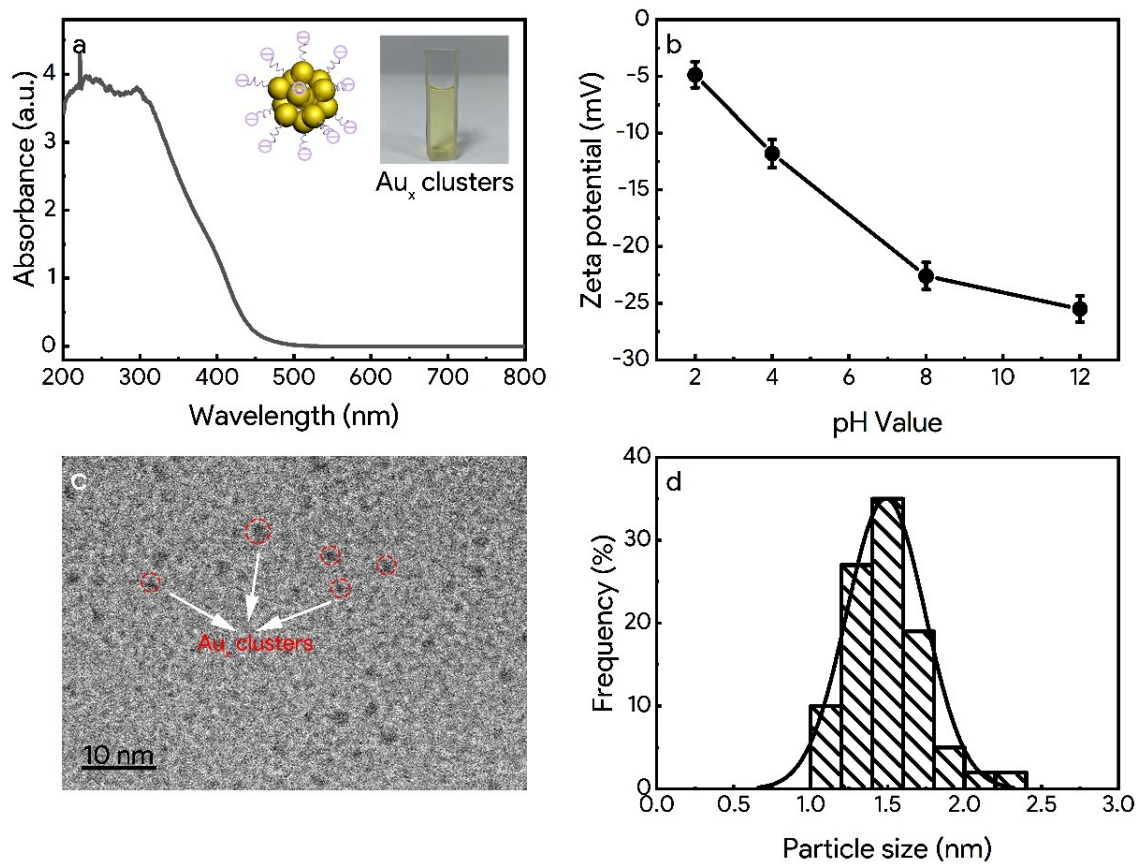 a
4
3
2
1
0
Absorbance (a.u.)
200 300 400 500 600 700 800
Wavelength (nm)
Auₓ clusters
b
0
-5
-10
-15
-20
-25
-30
Zeta potential (mV)
2 4 6 8 10 12
pH Value
c
Auₓ clusters
10 nm
d
40
30
20
10
0
Frequency (%)
0.0 0.5 1.0 1.5 2.0 2.5 3.0
Particle size (nm)